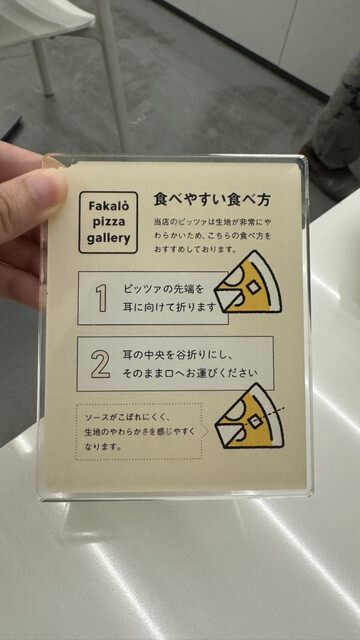 Fakalò
pizza
gallery
食べやすい食べ方
当店のピッツァは生地が非常にや
わらかいため、こちらの食べ方を
おすすめしております。
1
ピッツァの先端を
耳に向けて折ります
2
耳の中央を谷折りにし、
そのまま口へお運びください
ソースがこぼれにくく、
生地のやわらかさを感じやすく
なります。